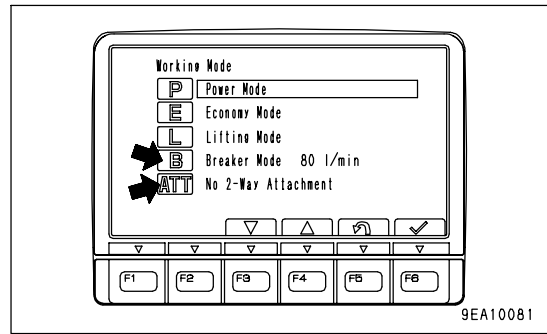 Working Mode
P Power Mode
E Economy Mode
L Lifting Mode
B Breaker Mode 80 l/min
ATT No 2-Way Attachment
F1 F2 F3 F4 F5 F6
9EA10081